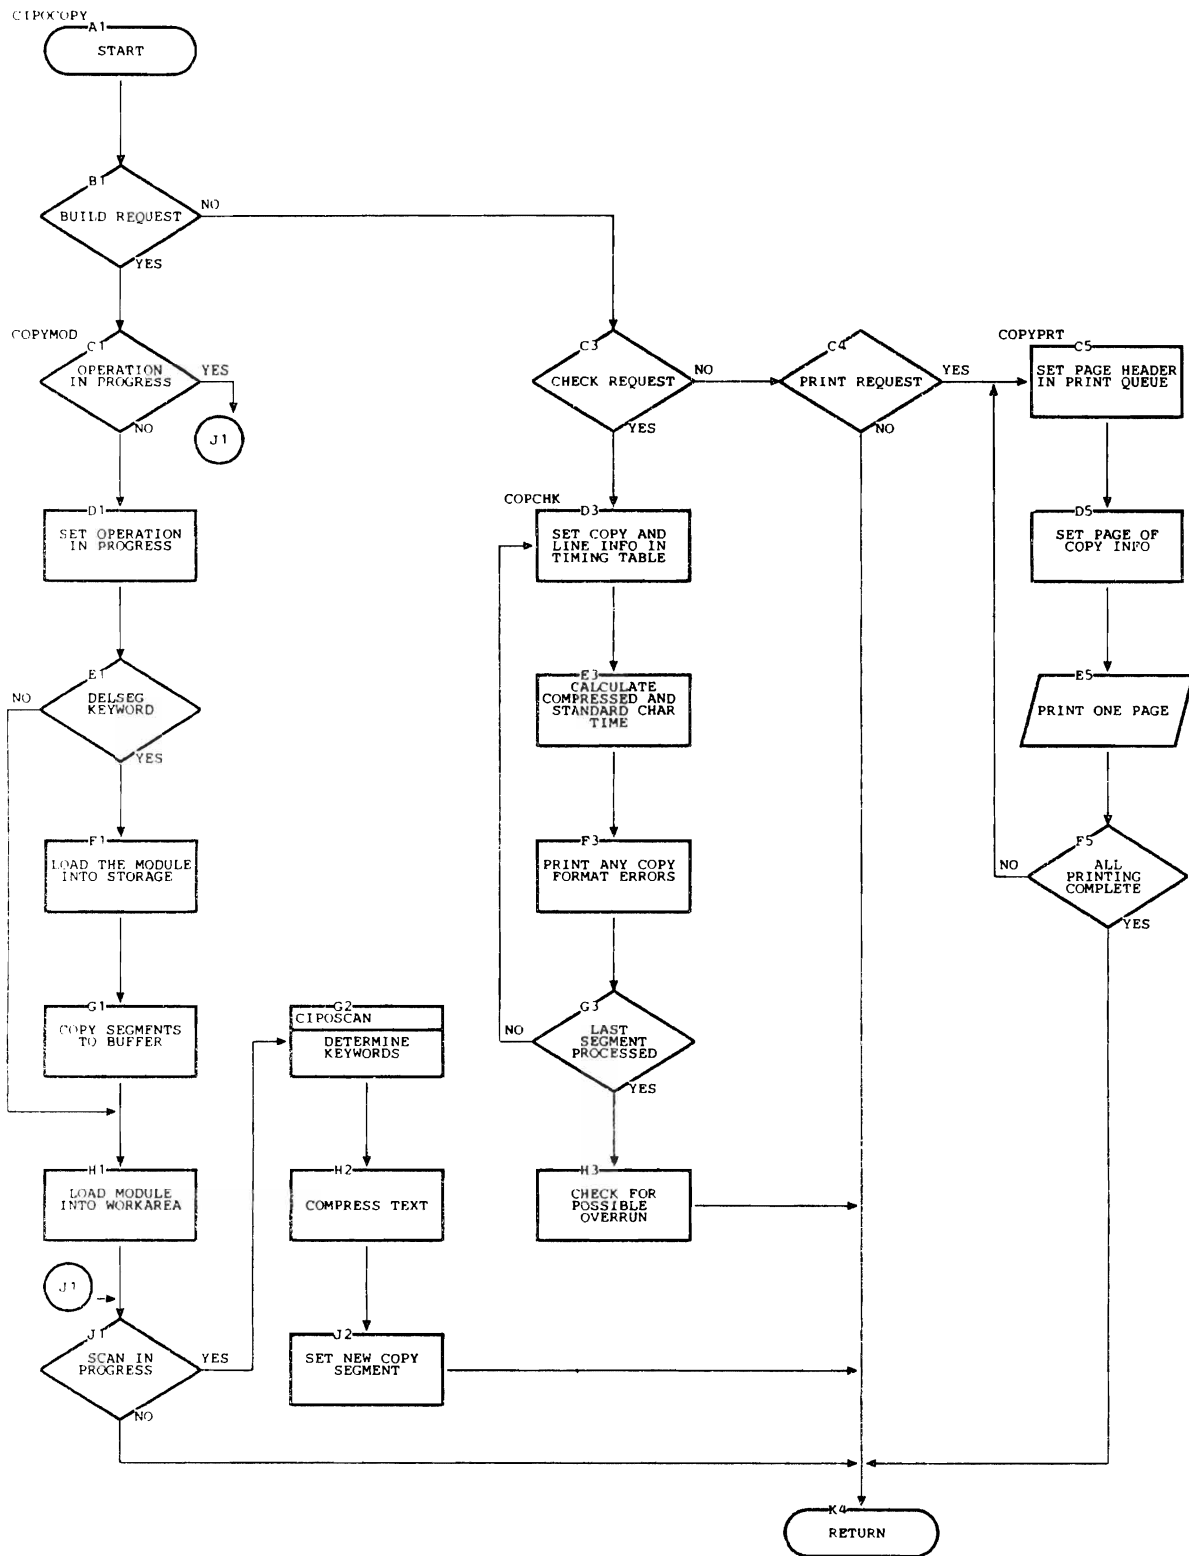 CIPOCOPY
A1
START
B1
BUILD REQUEST
NO
YES
COPYMOD
C1
OPERATION
IN PROGRESS
YES
NO
J1
C3
CHECK REQUEST
NO
YES
C4
PRINT REQUEST
YES
NO
COPYPRT
C5
SET PAGE HEADER
IN PRINT QUEUE
D1
SET OPERATION
IN PROGRESS
COPCHK
D3
SET COPY AND
LINE INFO IN
TIMING TABLE
D5
SET PAGE OF
COPY INFO
E1
DELSEG
KEYWORD
NO
YES
E3
CALCULATE
COMPRESSED AND
STANDARD CHAR
TIME
E5
PRINT ONE PAGE
F1
LOAD THE MODULE
INTO STORAGE
F3
PRINT ANY COPY
FORMAT ERRORS
F5
ALL
PRINTING
COMPLETE
NO
YES
G1
COPY SEGMENTS
TO BUFFER
G2
CIPOSCAN
DETERMINE
KEYWORDS
G3
LAST
SEGMENT
PROCESSED
NO
YES
H1
LOAD MODULE
INTO WORKAREA
H2
COMPRESS TEXT
H3
CHECK FOR
POSSIBLE
OVERRUN
J1
J1
SCAN IN
PROGRESS
YES
NO
J2
SET NEW COPY
SEGMENT
K4
RETURN